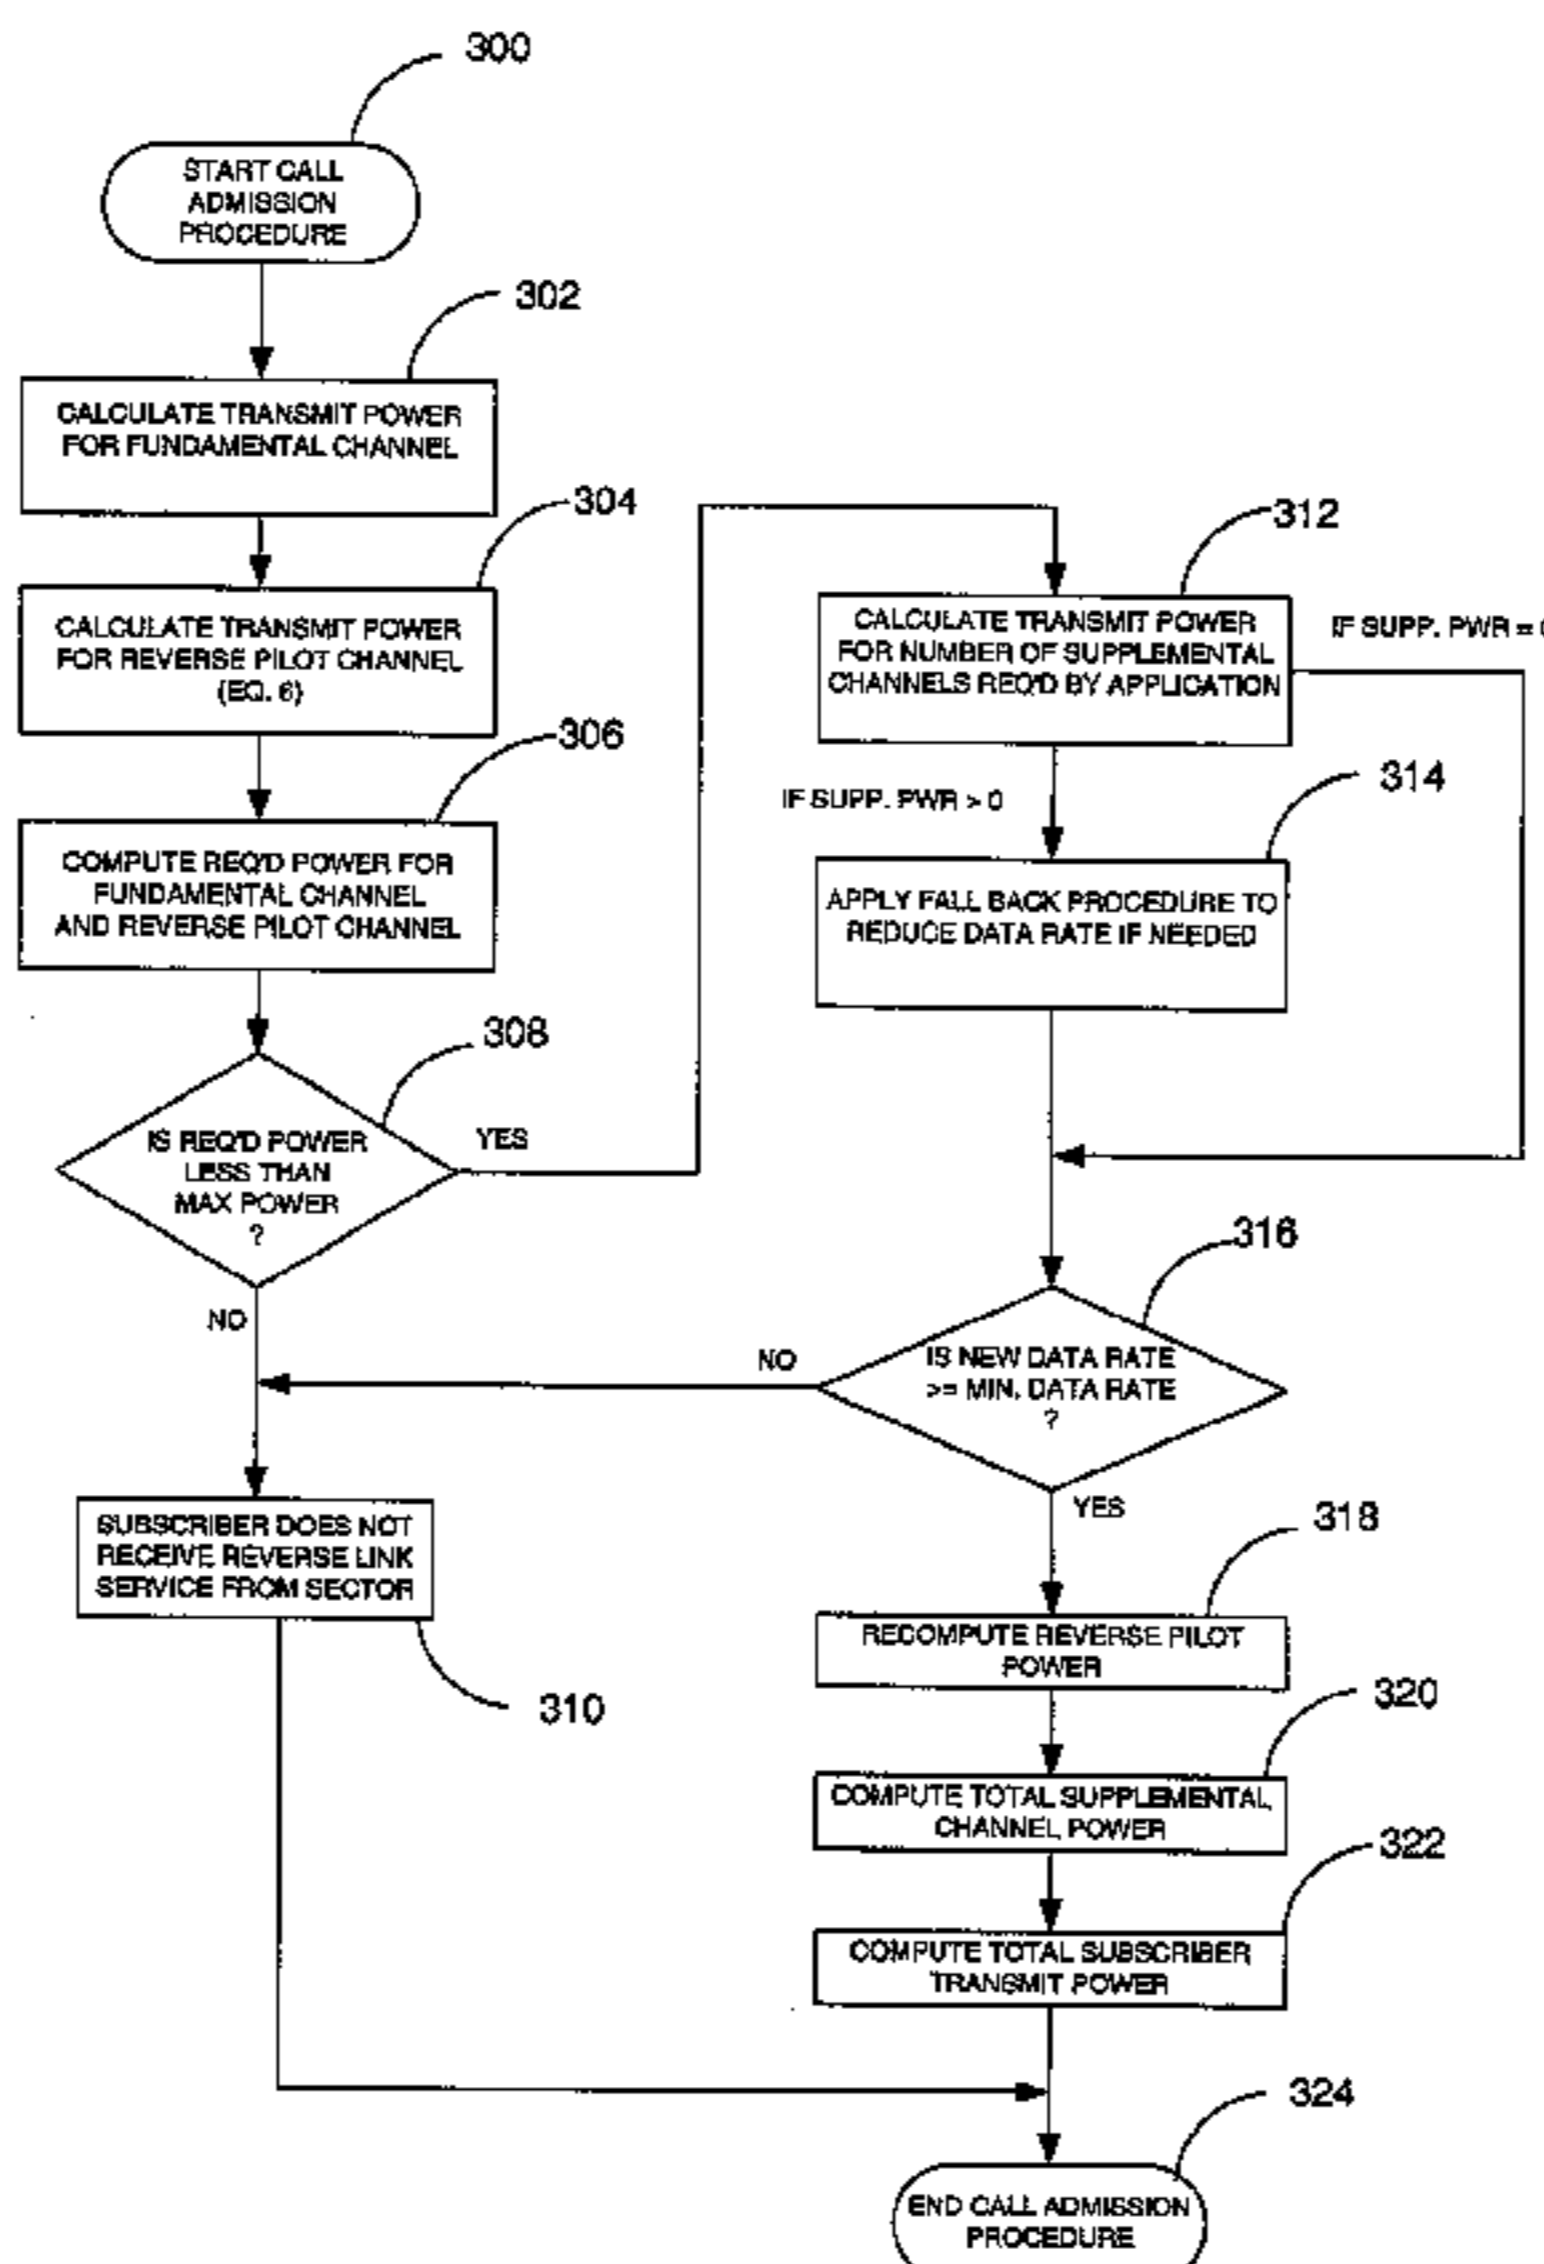 300
START CALL
ADMISSION
PROCEDURE
302
CALCULATE TRANSMIT POWER
FOR FUNDAMENTAL CHANNEL
304
CALCULATE TRANSMIT POWER
FOR REVERSE PILOT CHANNEL
(EQ. 6)
306
COMPUTE REQ'D POWER FOR
FUNDAMENTAL CHANNEL
AND REVERSE PILOT CHANNEL
308
IS REQ'D POWER
LESS THAN
MAX POWER
?
YES
NO
312
CALCULATE TRANSMIT POWER
FOR NUMBER OF SUPPLEMENTAL
CHANNELS REQ'D BY APPLICATION
IF SUPP. PWR = 0
IF SUPP. PWR > 0
314
APPLY FALL BACK PROCEDURE TO
REDUCE DATA RATE IF NEEDED
316
IS NEW DATA RATE
>= MIN. DATA RATE
?
NO
YES
SUBSCRIBER DOES NOT
RECEIVE REVERSE LINK
SERVICE FROM SECTOR
310
318
RECOMPUTE REVERSE PILOT
POWER
320
COMPUTE TOTAL SUPPLEMENTAL
CHANNEL POWER
322
COMPUTE TOTAL SUBSCRIBER
TRANSMIT POWER
324
END CALL ADMISSION
PROCEDURE